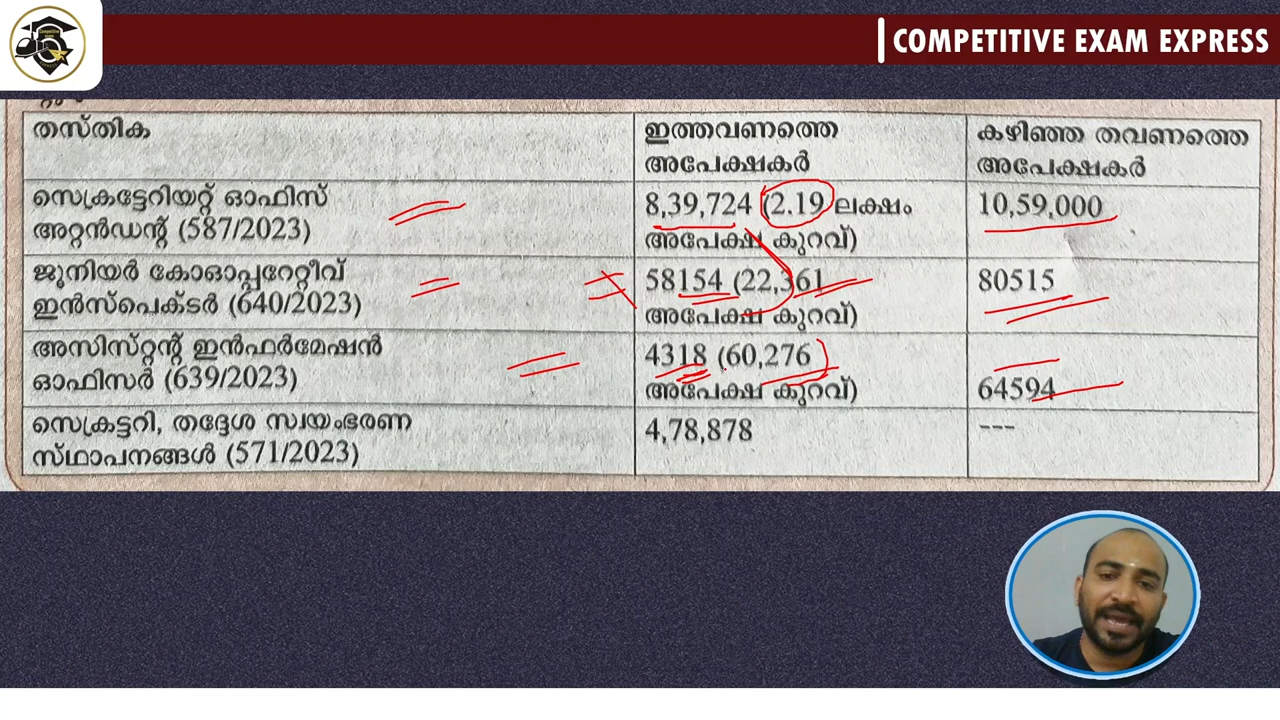 COMPETITIVE EXAM EXPRESS
തസ്തിക
ഇത്തവണത്തെ
അപേക്ഷകർ
കഴിഞ്ഞ തവണത്തെ
അപേക്ഷകർ
സെക്രട്ടേറിയറ്റ് ഓഫിസ്
അറ്റൻഡന്റ് (587/2023)
8,39,724 (2.19 ലക്ഷം
അപേക്ഷ കുറവ്)
10,59,000
ജൂനിയർ കോഓപ്പറേറ്റീവ്
ഇൻസ്പെക്ടർ (640/2023)
58154 (22,361
അപേക്ഷ കുറവ്)
80515
അസിസ്റ്റന്റ് ഇൻഫർമേഷൻ
ഓഫിസർ (639/2023)
4318 (60,276
അപേക്ഷ കുറവ്)
64594
സെക്രട്ടറി, തദ്ദേശ സ്വയംഭരണ
സ്ഥാപനങ്ങൾ (571/2023)
4,78,878
---